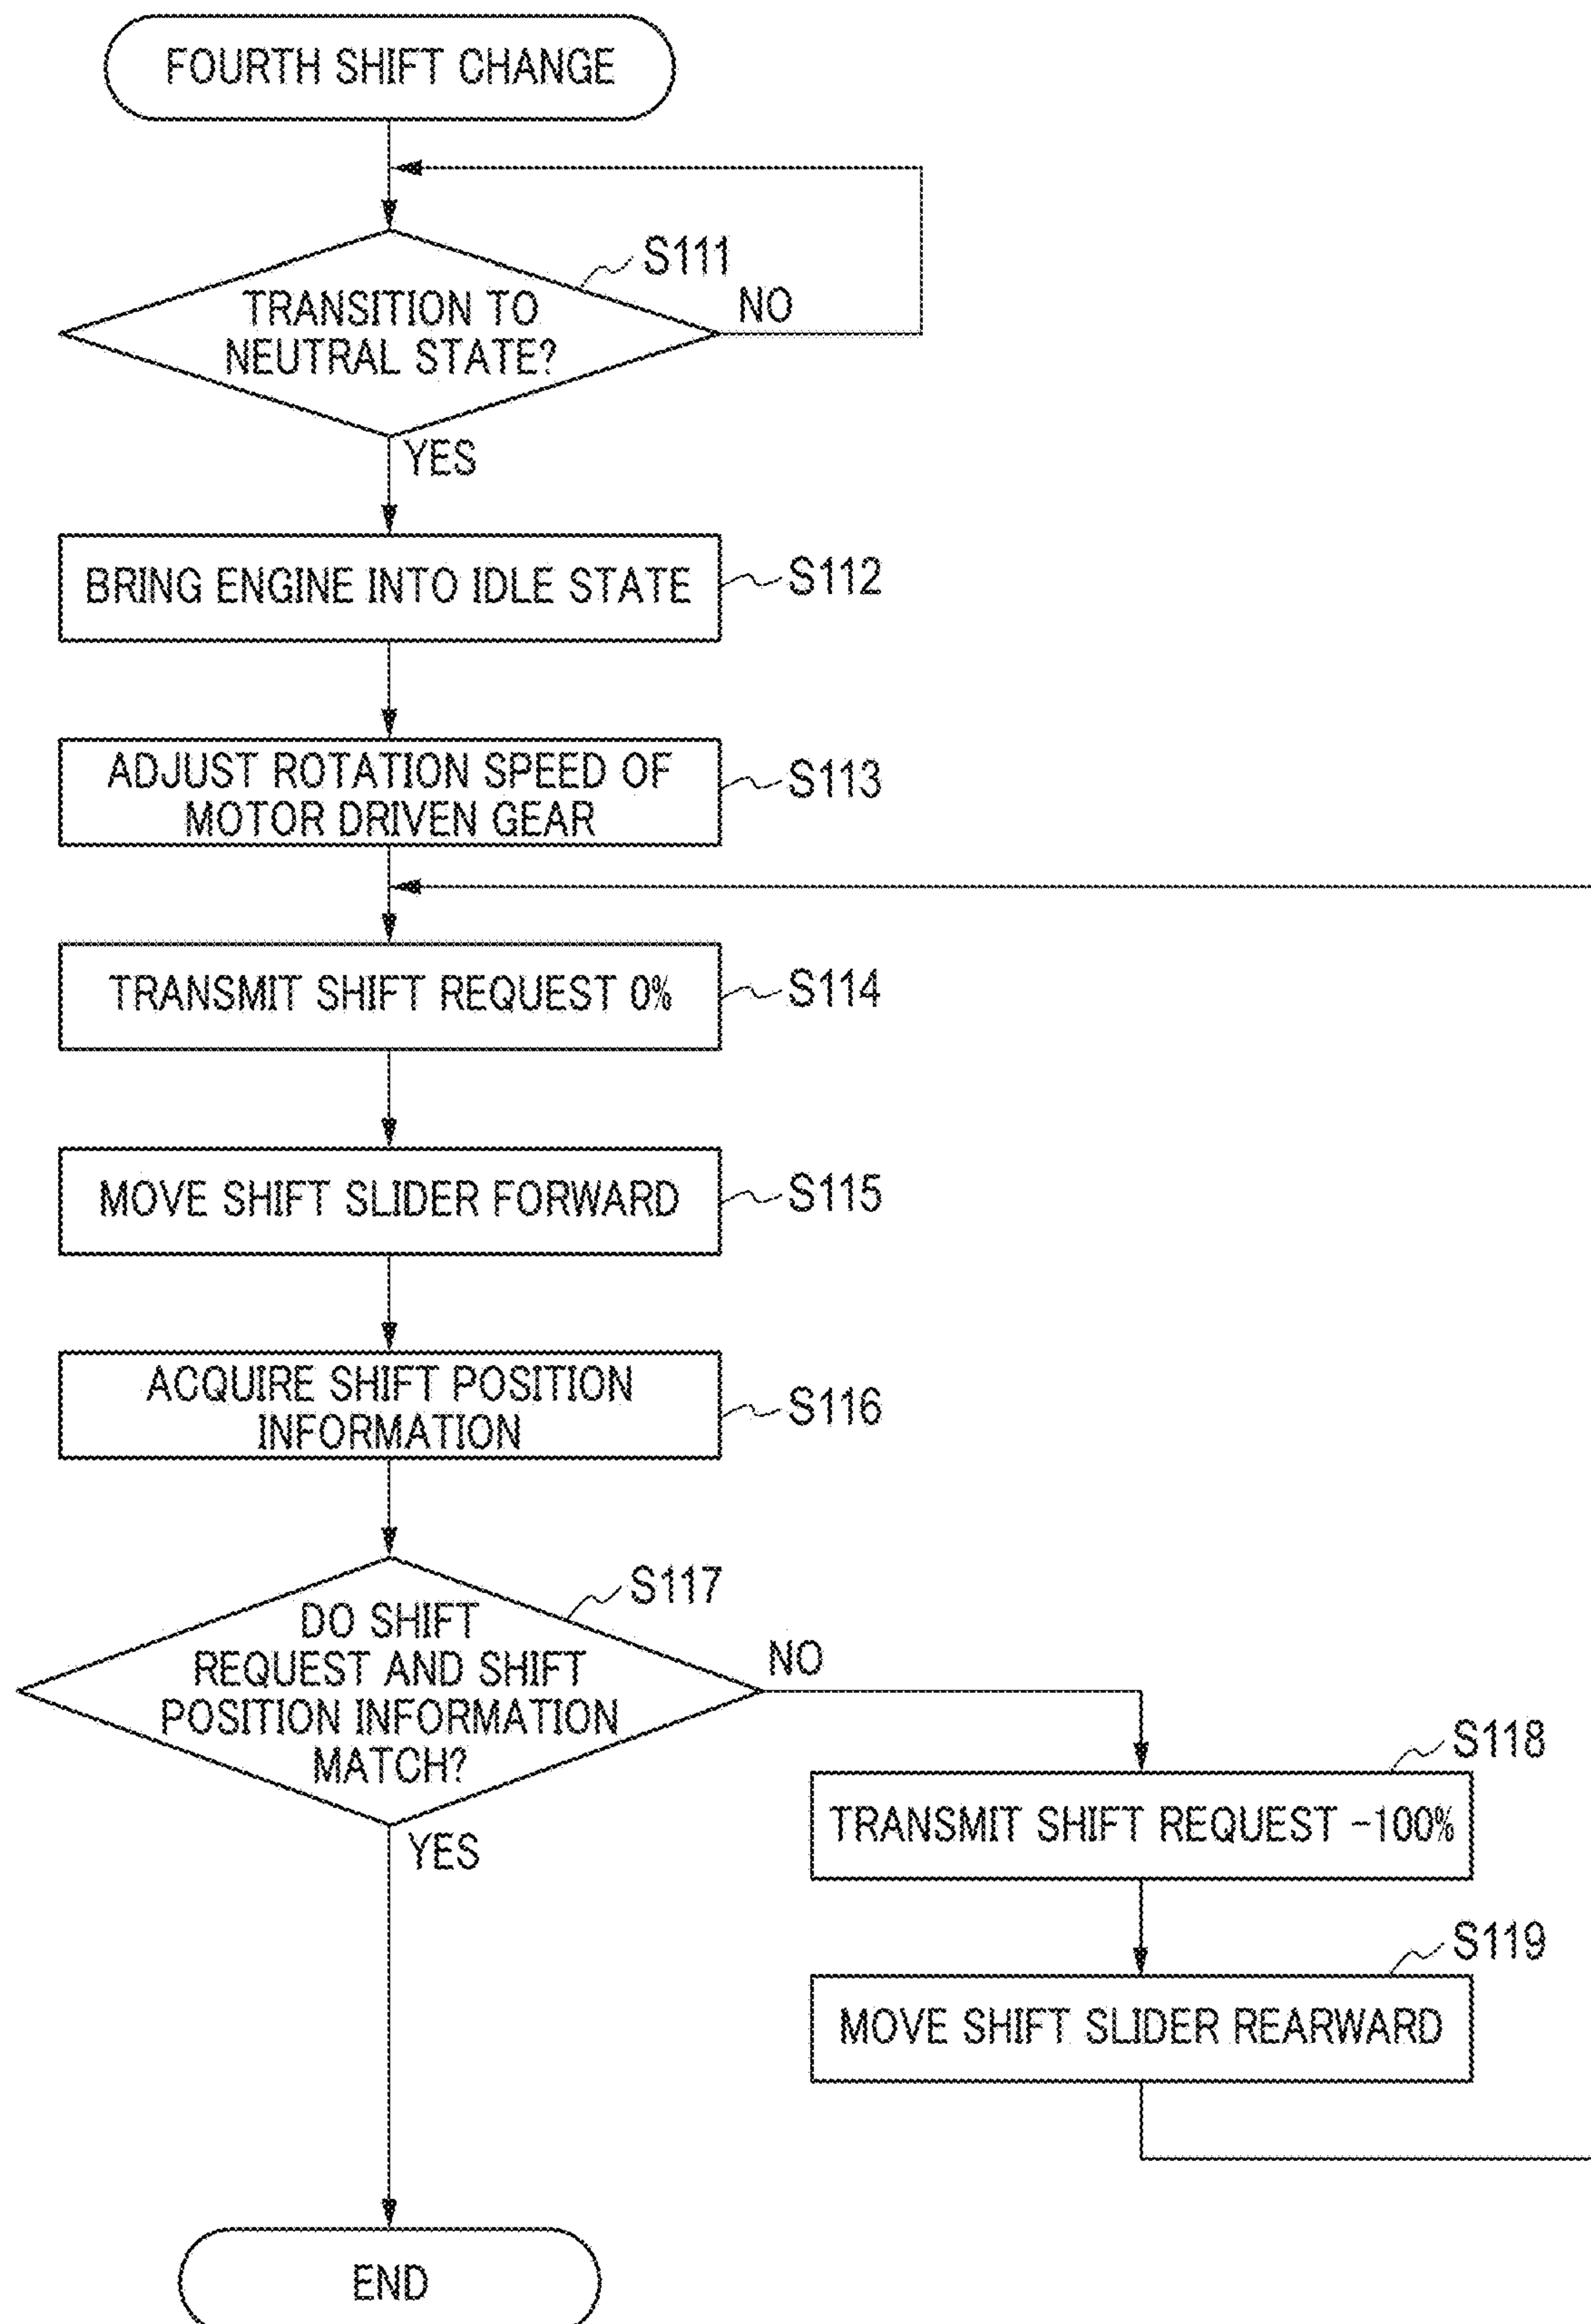 FOURTH SHIFT CHANGE
S111
TRANSITION TO
NEUTRAL STATE?
NO
YES
BRING ENGINE INTO IDLE STATE
S112
ADJUST ROTATION SPEED OF
MOTOR DRIVEN GEAR
S113
TRANSMIT SHIFT REQUEST 0%
S114
MOVE SHIFT SLIDER FORWARD
S115
ACQUIRE SHIFT POSITION
INFORMATION
S116
S117
DO SHIFT
REQUEST AND SHIFT
POSITION INFORMATION
MATCH?
NO
YES
S118
TRANSMIT SHIFT REQUEST -100%
S119
MOVE SHIFT SLIDER REARWARD
END